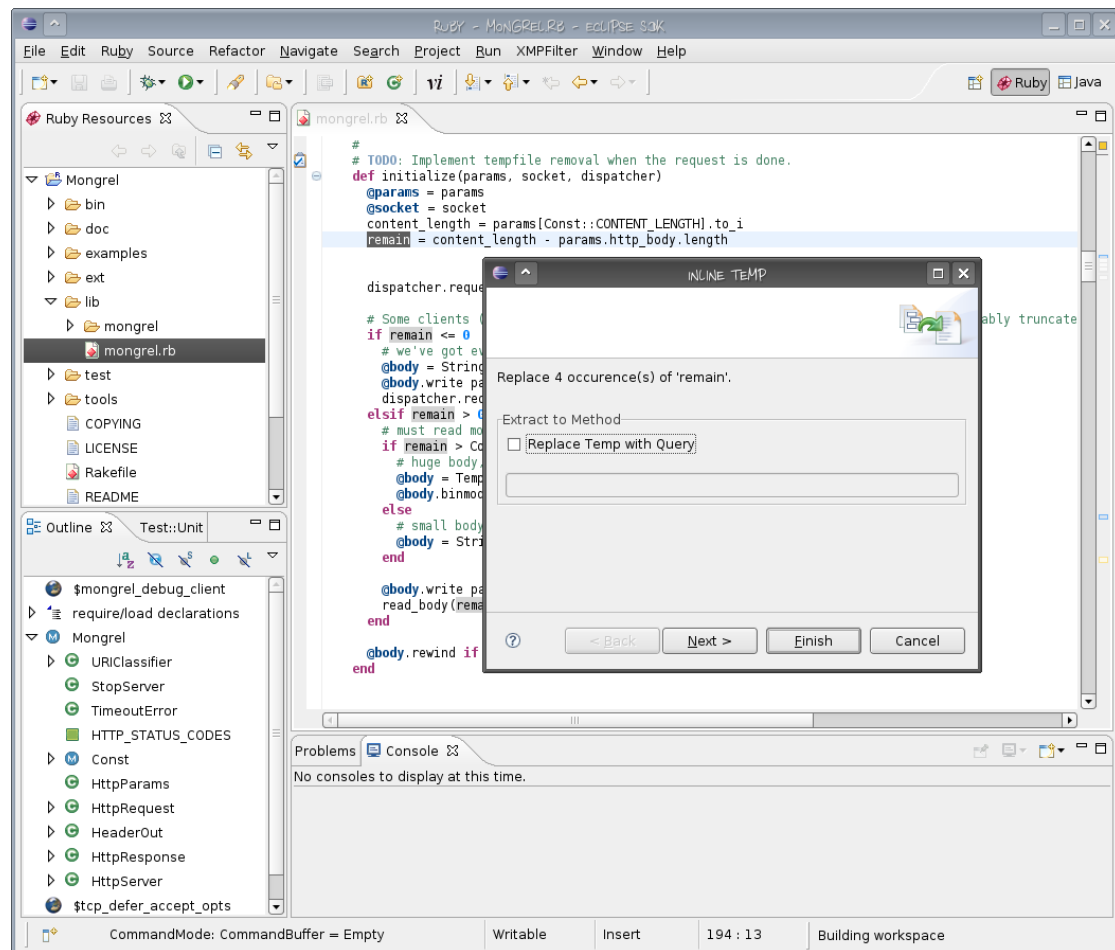 RUBY - MONGREL.RB - ECLIPSE SDK
File Edit Ruby Source Refactor Navigate Search Project Run XMPFilter Window Help
vi
Ruby
Java
Ruby Resources
Mongrel
bin
doc
examples
ext
lib
mongrel
mongrel.rb
test
tools
COPYING
LICENSE
Rakefile
README
mongrel.rb
#
# TODO: Implement tempfile removal when the request is done.
def initialize(params, socket, dispatcher)
@params = params
@socket = socket
content_length = params[Const::CONTENT_LENGTH].to_i
remain = content_length - params.http_body.length
dispatcher.reque
# Some clients ( ably truncate
if remain <= 0
# we've got ev
@body = String
@body.write pa
dispatcher.req
elsif remain > 0
# must read mo
if remain > Co
# huge body,
@body = Temp
@body.binmod
else
# small body
@body = Stri
end
@body.write pa
read_body(rema
end
@body.rewind if
end
INLINE TEMP
Replace 4 occurence(s) of 'remain'.
Extract to Method
Replace Temp with Query
< Back
Next >
Finish
Cancel
Outline
Test::Unit
$mongrel_debug_client
require/load declarations
Mongrel
URIClassifier
StopServer
TimeoutError
HTTP_STATUS_CODES
Const
HttpParams
HttpRequest
HeaderOut
HttpResponse
HttpServer
$tcp_defer_accept_opts
Problems
Console
No consoles to display at this time.
CommandMode: CommandBuffer = Empty
Writable
Insert
194 : 13
Building workspace